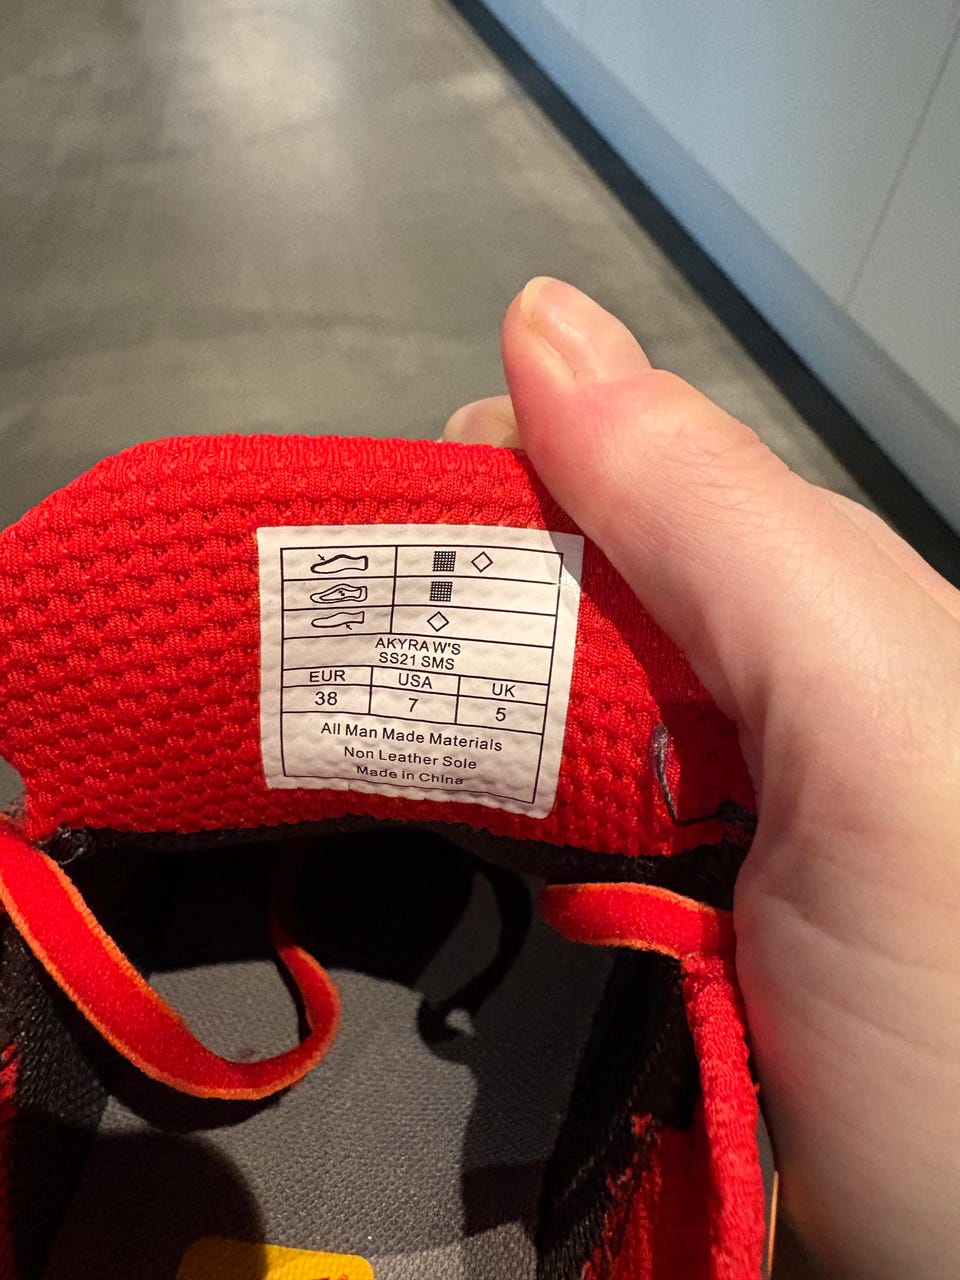 AKYRA W'S
SS21 SMS
EUR USA UK
38 7 5
All Man Made Materials
Non Leather Sole
Made in China